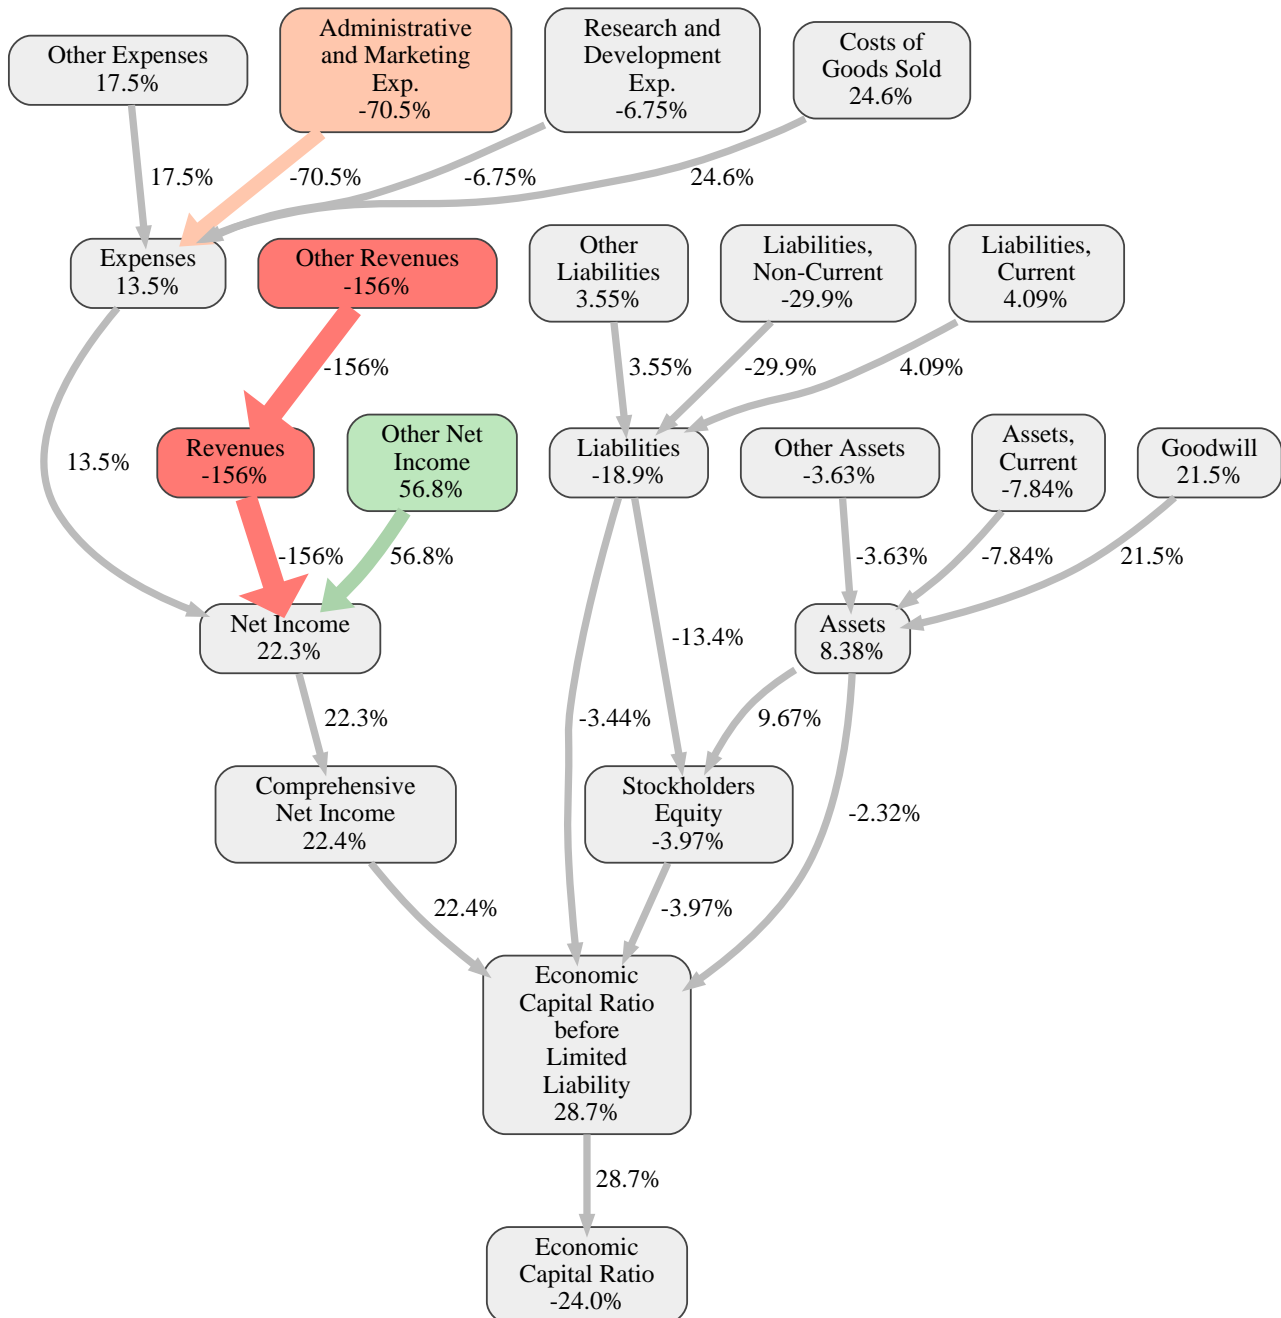 Other Expenses
17.5%
Administrative
and Marketing
Exp.
-70.5%
Research and
Development
Exp.
-6.75%
Costs of
Goods Sold
24.6%
17.5%
-70.5%
-6.75%
24.6%
Expenses
13.5%
Other Revenues
-156%
Other
Liabilities
3.55%
Liabilities,
Non-Current
-29.9%
Liabilities,
Current
4.09%
-156%
3.55%
-29.9%
4.09%
13.5%
Revenues
-156%
Other Net
Income
56.8%
Liabilities
-18.9%
Other Assets
-3.63%
Assets,
Current
-7.84%
Goodwill
21.5%
-156%
56.8%
-3.63%
-7.84%
21.5%
Net Income
22.3%
-13.4%
Assets
8.38%
22.3%
-3.44%
9.67%
Comprehensive
Net Income
22.4%
Stockholders
Equity
-3.97%
-2.32%
22.4%
-3.97%
Economic
Capital Ratio
before
Limited
Liability
28.7%
28.7%
Economic
Capital Ratio
-24.0%